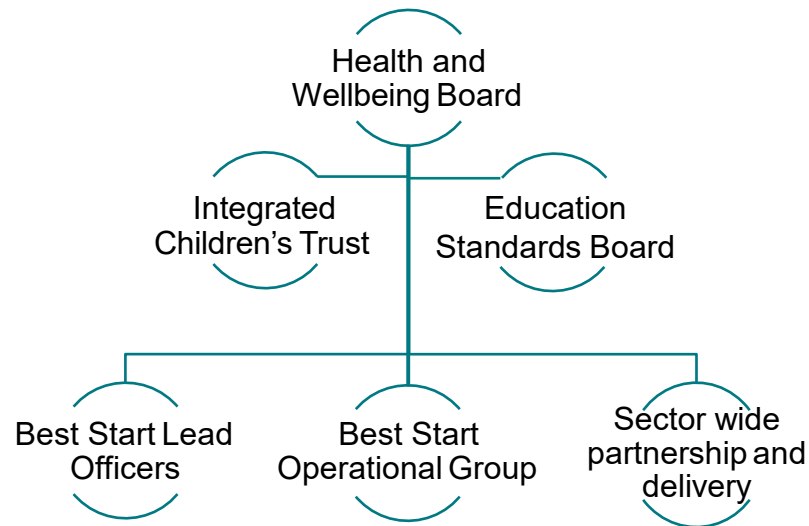 Health and
Wellbeing Board
Integrated
Children’s Trust
Education
Standards Board
Best Start Lead
Officers
Best Start
Operational Group
Sector wide
partnership and
delivery